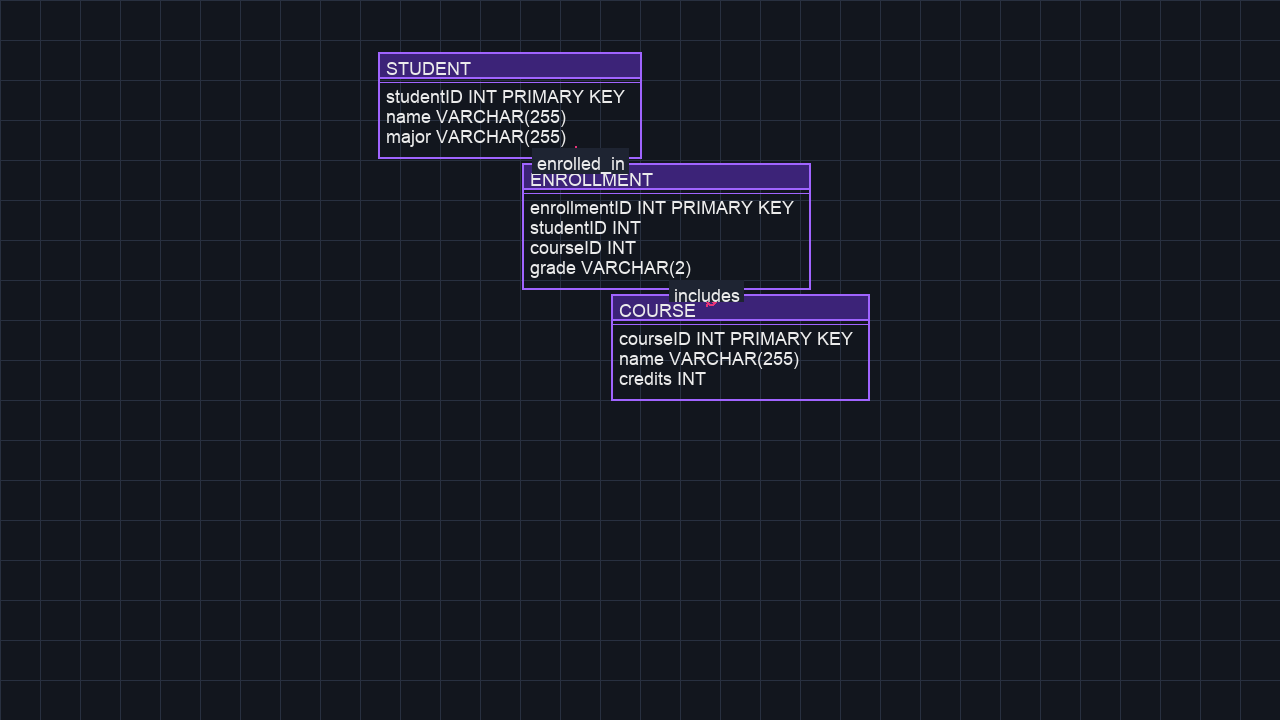 STUDENT
studentID INT PRIMARY KEY
name VARCHAR(255)
major VARCHAR(255)
enrolled_in
ENROLLMENT
enrollmentID INT PRIMARY KEY
studentID INT
courseID INT
grade VARCHAR(2)
includes
COURSE
courseID INT PRIMARY KEY
name VARCHAR(255)
credits INT